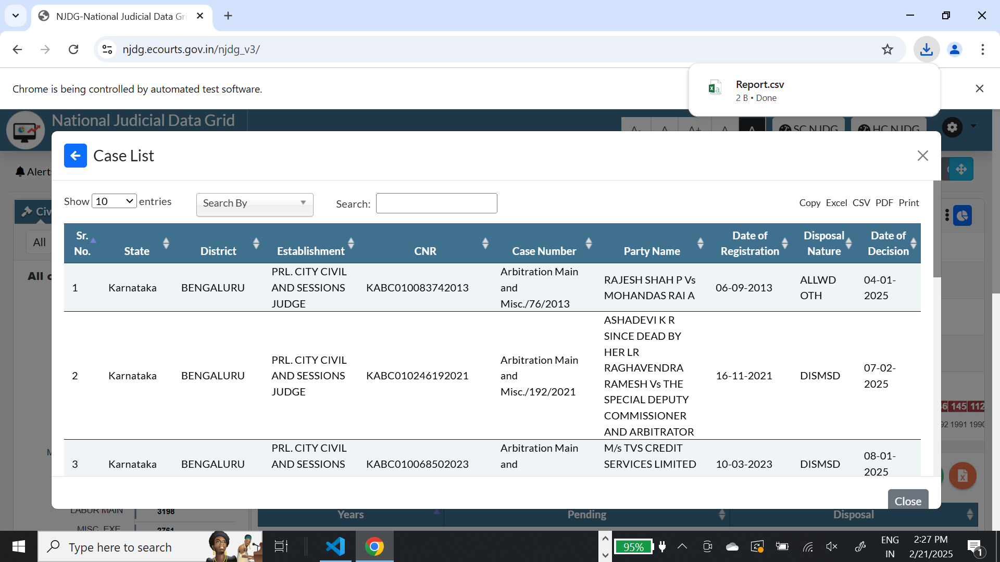 NJDG-National Judicial Data Gri
njdg.ecourts.gov.in/njdg_v3/
Chrome is being controlled by automated test software.
Report.csv
2 B • Done
National Judicial Data Grid
A- A A+ A A SC NJDG HC NJDG
Case List
Alerts
Show 10 entries Search By Search: Copy Excel CSV PDF Print
Civ
All
Sr. No. State District Establishment CNR Case Number Party Name Date of Registration Disposal Nature Date of Decision
All c
1 Karnataka BENGALURU PRL. CITY CIVIL AND SESSIONS JUDGE KABC010083742013 Arbitration Main and Misc./76/2013 RAJESH SHAH P Vs MOHANDAS RAI A 06-09-2013 ALLWD OTH 04-01-2025
2 Karnataka BENGALURU PRL. CITY CIVIL AND SESSIONS JUDGE KABC010246192021 Arbitration Main and Misc./192/2021 ASHADEVI K R SINCE DEAD BY HER LR RAGHAVENDRA RAMESH Vs THE SPECIAL DEPUTY COMMISSIONER AND ARBITRATOR 16-11-2021 DISMSD 07-02-2025
3 Karnataka BENGALURU PRL. CITY CIVIL AND SESSIONS KABC010068502023 Arbitration Main and M/s TVS CREDIT SERVICES LIMITED 10-03-2023 DISMSD 08-01-2025
145 112
1991 1990
Close
LABUR MAIN 3198
MISC. EXE 2761
Years Pending Disposal
Type here to search
95%
ENG
IN
2:27 PM
2/21/2025
1